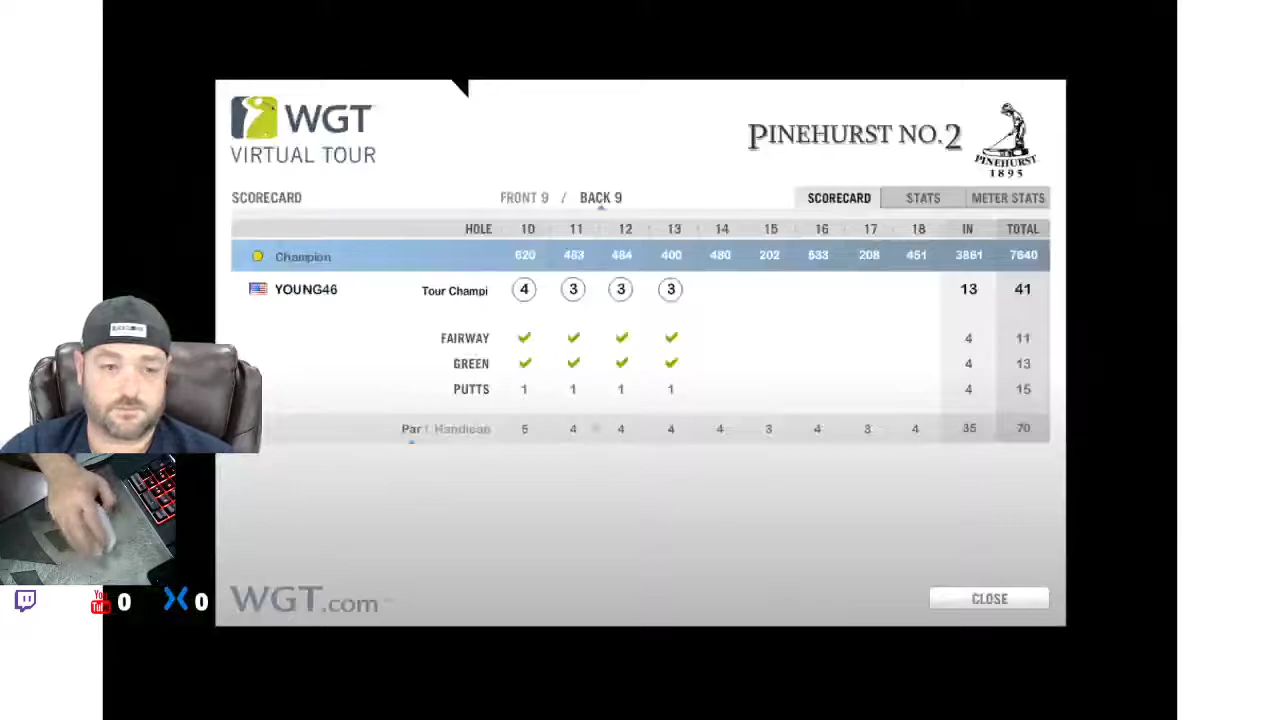 WGT
VIRTUAL TOUR
PINEHURST NO.2
PINEHURST
1895
SCORECARD
FRONT 9 / BACK 9
SCORECARD STATS METER STATS
HOLE 10 11 12 13 14 15 16 17 18 IN TOTAL
Champion 620 483 484 400 480 202 533 208 451 3861 7640
YOUNG46 Tour Champi 4 3 3 3 13 41
FAIRWAY 4 11
GREEN 4 13
PUTTS 1 1 1 1 4 15
Par / Handicap 5 4 4 4 4 3 4 3 4 35 70
WGT.com
CLOSE
You Tube 0 0